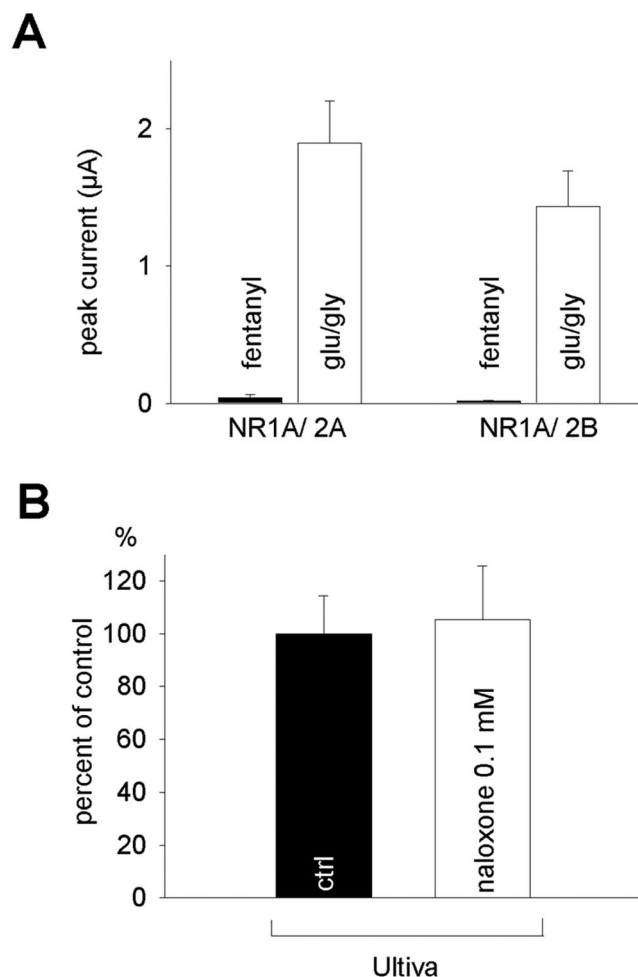 A
peak current (µA)
2
1
0
fentanyl
glu/gly
fentanyl
glu/gly
NR1A/ 2A
NR1A/ 2B
B
%
percent of control
120
100
80
60
40
20
0
ctrl
naloxone 0.1 mM
Ultiva